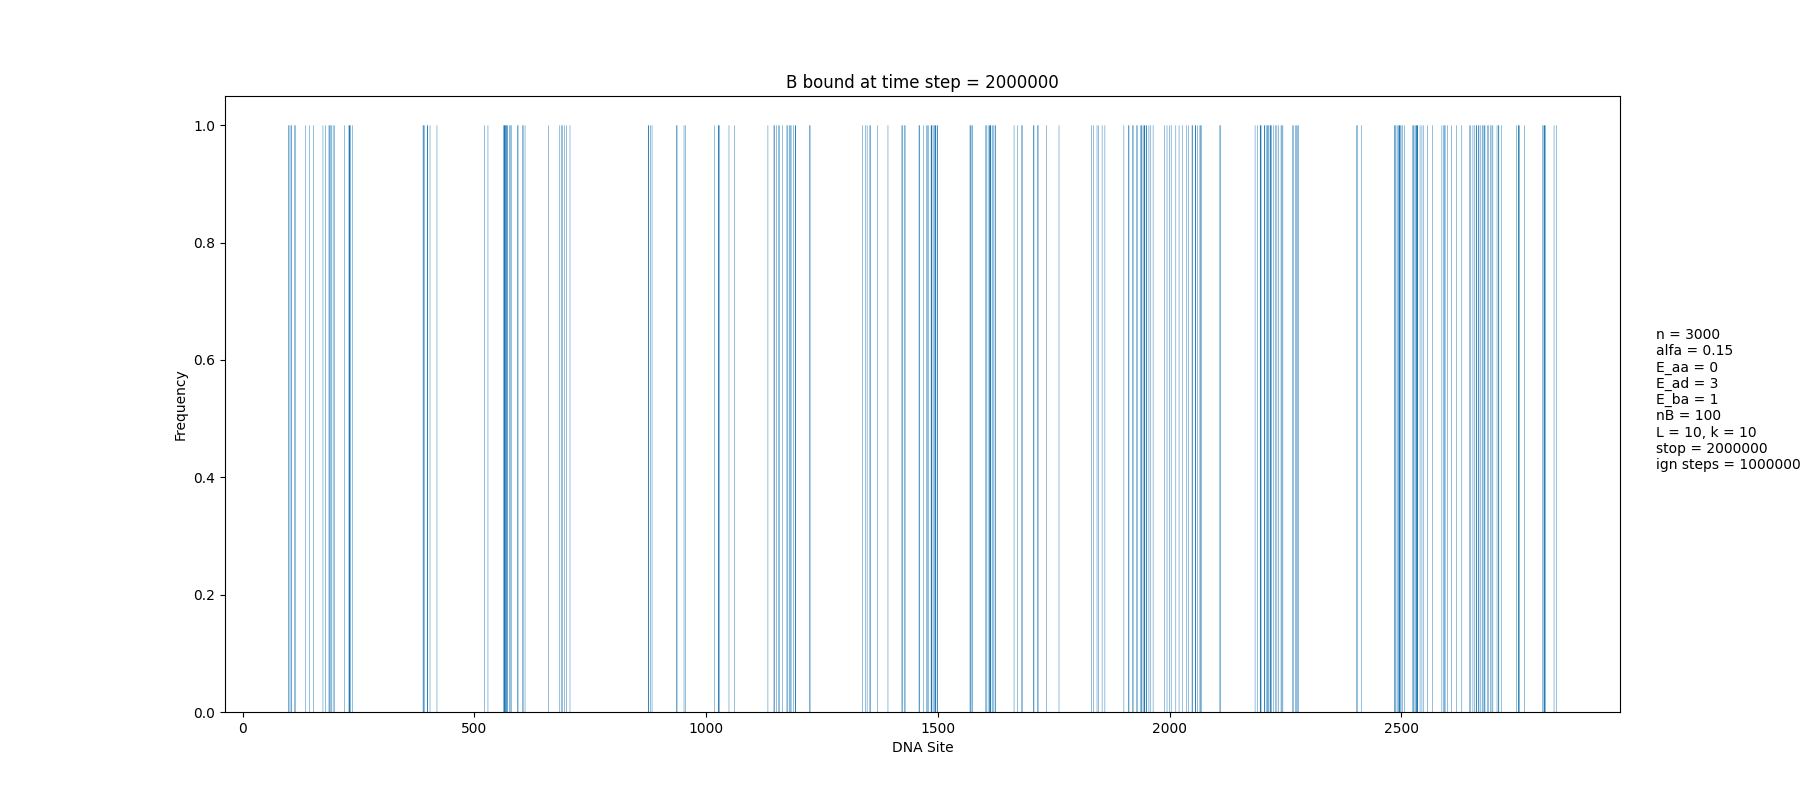 B bound at time step = 2000000
1.0
0.8
0.6
0.4
0.2
0.0
Frequency
0 500 1000 1500 2000 2500
DNA Site
n = 3000
alfa = 0.15
E_aa = 0
E_ad = 3
E_ba = 1
nB = 100
L = 10, k = 10
stop = 2000000
ign steps = 1000000